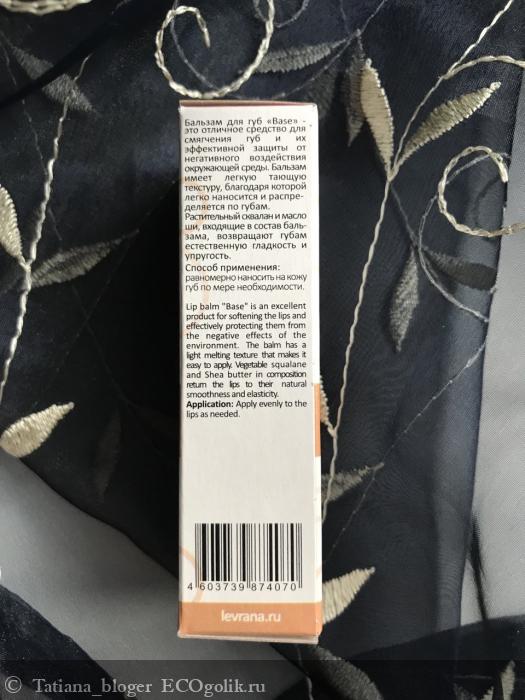 Бальзам для губ «Base» -
это отличное средство для
смягчения губ и их
эффективной защиты от
негативного воздействия
окружающей среды. Бальзам
имеет легкую тающую
текстуру, благодаря которой
легко наносится и распре-
деляется по губам.
Растительный сквалан и масло
ши, входящие в состав баль-
зама, возвращают губам
естественную гладкость и
упругость.
Способ применения:
равномерно наносить на кожу
губ по мере необходимости.
Lip balm "Base" is an excellent
product for softening the lips and
effectively protecting them from
the negative effects of the
environment. The balm has a
light melting texture that makes it
easy to apply. Vegetable squalane
and Shea butter in composition
return the lips to their natural
smoothness and elasticity.
Application: Apply evenly to the
lips as needed.
4 603739 874070
levrana.ru
© Tatiana_bloger ECOgolik.ru